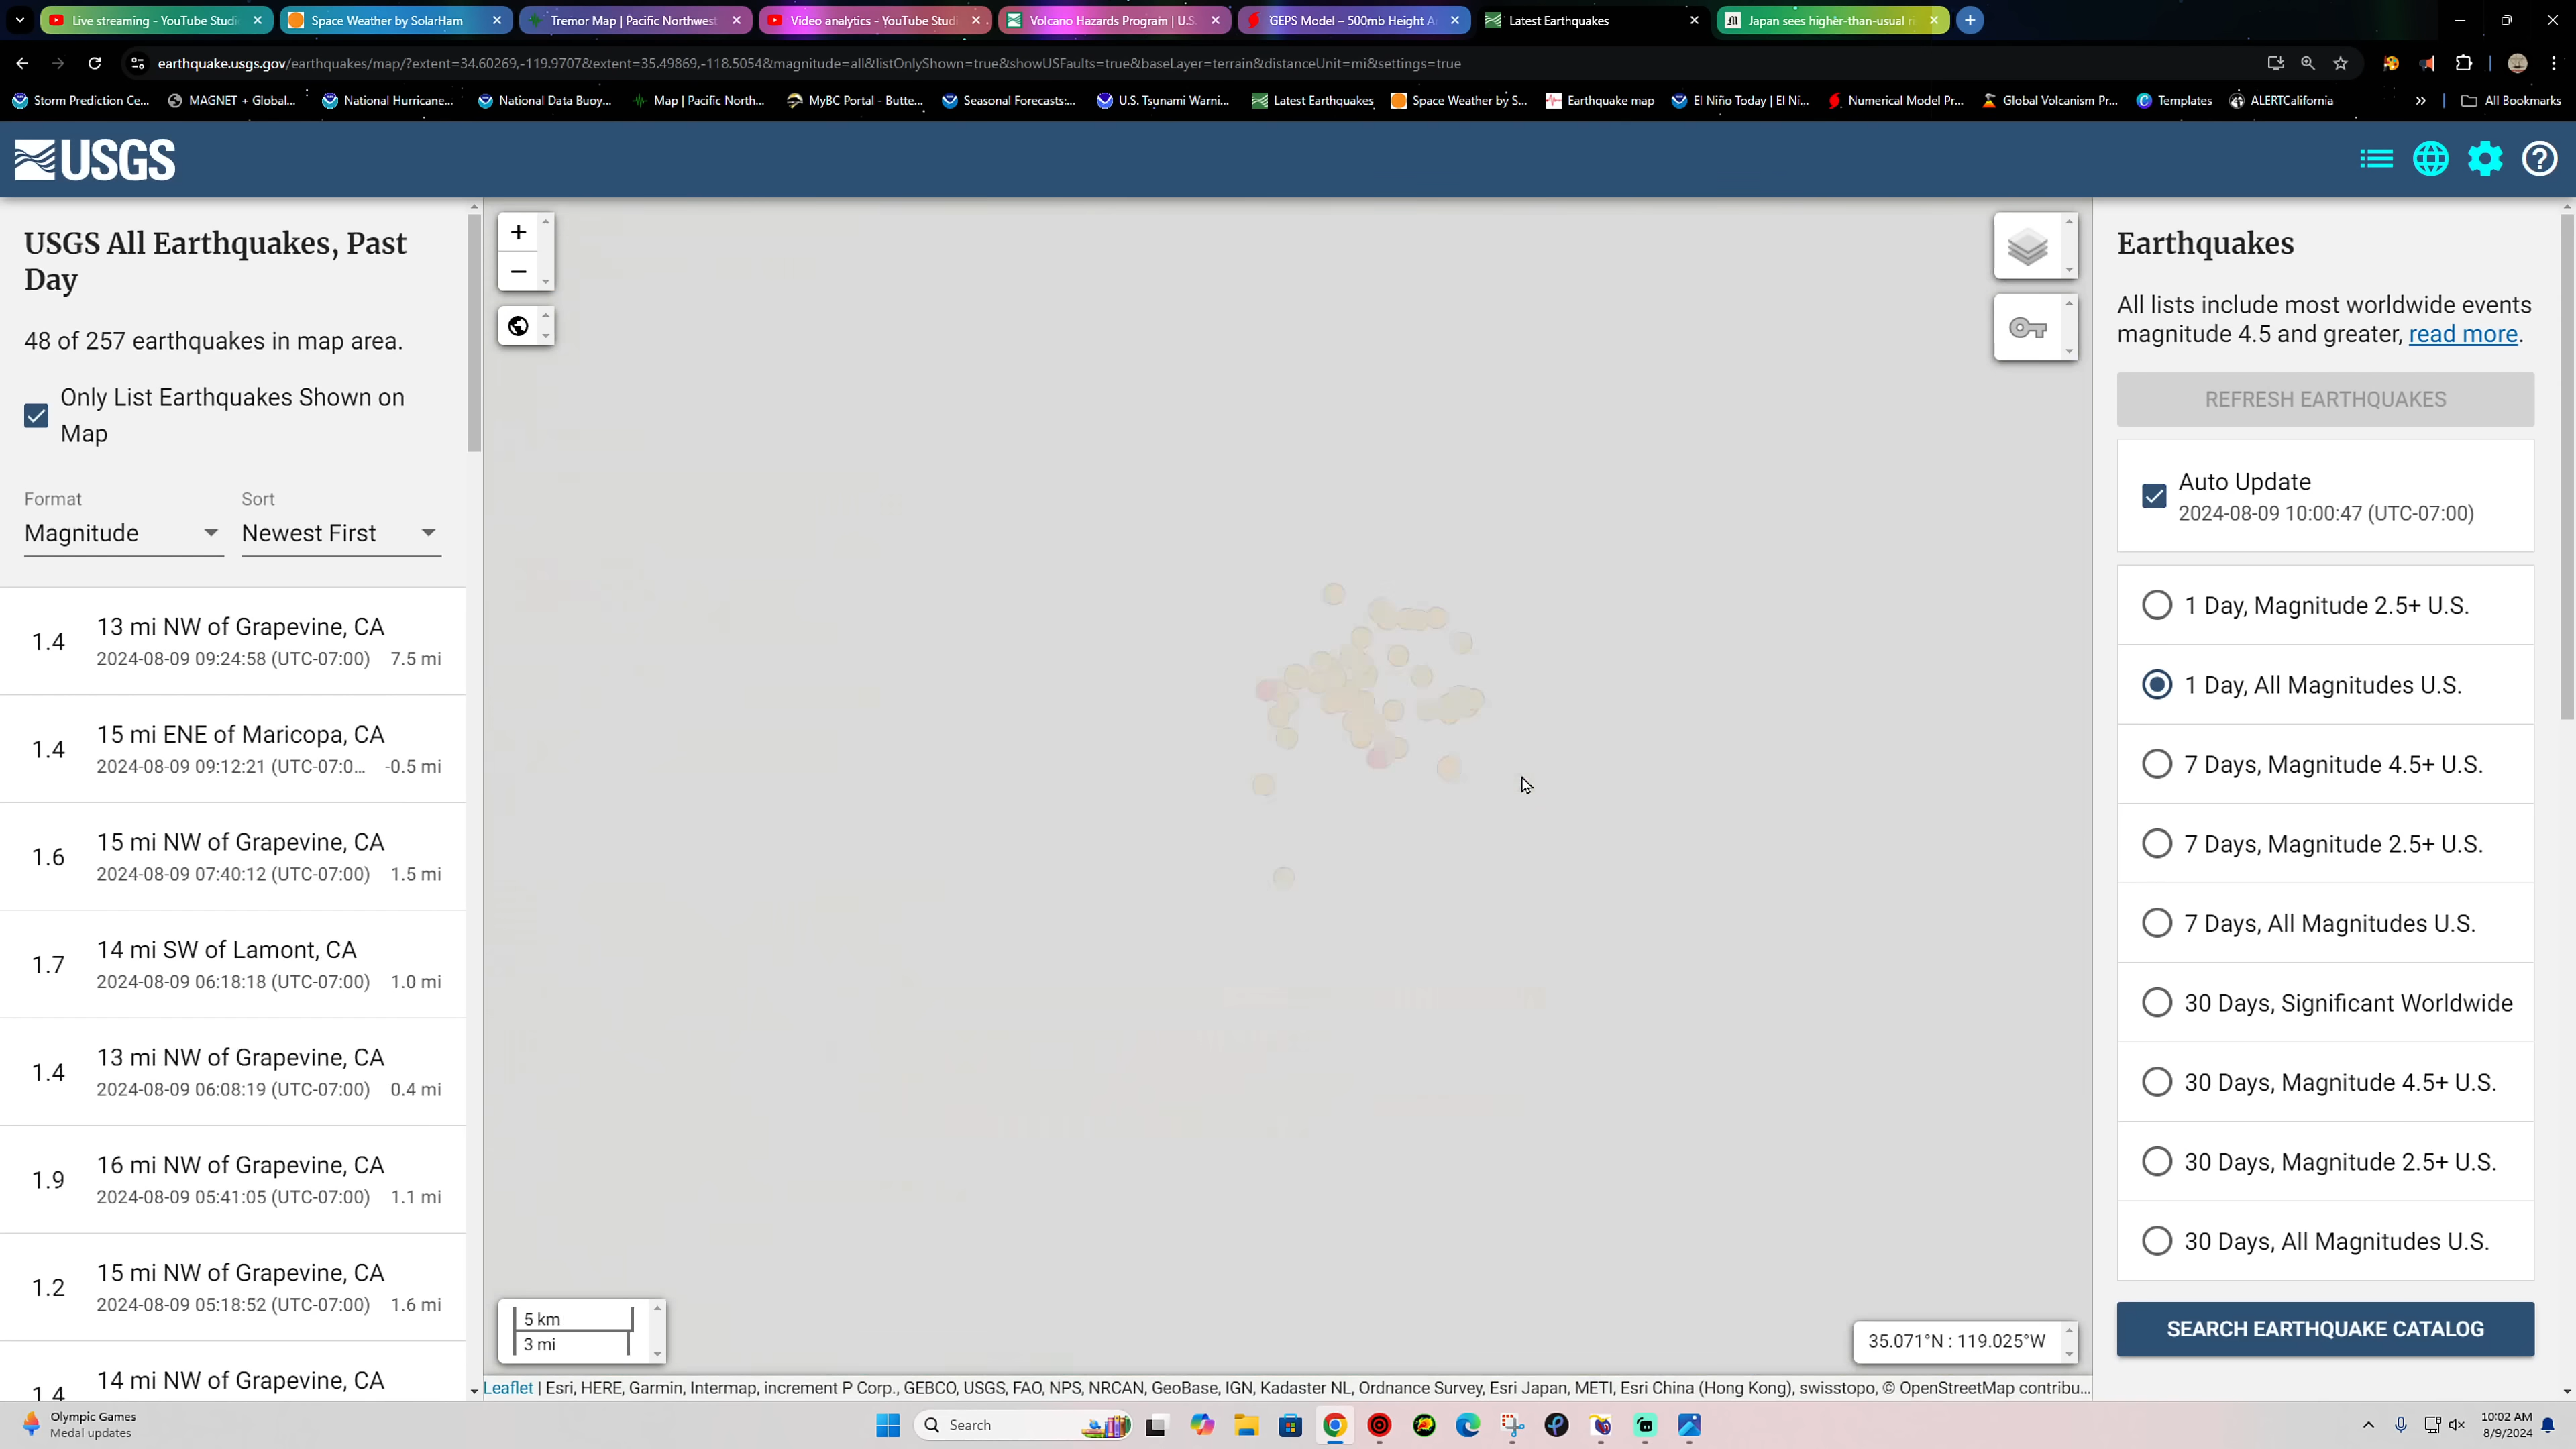 Live streaming - YouTube Studi
Space Weather by SolarHam
Tremor Map | Pacific Northwest
Video analytics - YouTube Studi
Volcano Hazards Program | U.S.
GEPS Model – 500mb Height A
Latest Earthquakes
Japan sees higher-than-usual
earthquake.usgs.gov/earthquakes/map/?extent=34.60269,-119.9707&extent=35.49869,-118.5054&magnitude=all&listOnlyShown=true&showUSFaults=true&baseLayer=terrain&distanceUnit=mi&settings=true
Storm Prediction Ce...
MAGNET + Global...
National Hurricane...
National Data Buoy...
Map | Pacific North...
MyBC Portal - Butte...
Seasonal Forecasts:...
U.S. Tsunami Warni...
Latest Earthquakes
Space Weather by S...
Earthquake map
El Niño Today | El Ni...
Numerical Model Pr...
Global Volcanism Pr...
Templates
ALERTCalifornia
All Bookmarks
USGS
USGS All Earthquakes, Past
Day
48 of 257 earthquakes in map area.
Only List Earthquakes Shown on
Map
Format
Sort
Magnitude
Newest First
1.4
13 mi NW of Grapevine, CA
2024-08-09 09:24:58 (UTC-07:00) 7.5 mi
1.4
15 mi ENE of Maricopa, CA
2024-08-09 09:12:21 (UTC-07:0... -0.5 mi
1.6
15 mi NW of Grapevine, CA
2024-08-09 07:40:12 (UTC-07:00) 1.5 mi
1.7
14 mi SW of Lamont, CA
2024-08-09 06:18:18 (UTC-07:00) 1.0 mi
1.4
13 mi NW of Grapevine, CA
2024-08-09 06:08:19 (UTC-07:00) 0.4 mi
1.9
16 mi NW of Grapevine, CA
2024-08-09 05:41:05 (UTC-07:00) 1.1 mi
1.2
15 mi NW of Grapevine, CA
2024-08-09 05:18:52 (UTC-07:00) 1.6 mi
1.4
14 mi NW of Grapevine, CA
+
−
5 km
3 mi
35.071°N : 119.025°W
Leaflet | Esri, HERE, Garmin, Intermap, increment P Corp., GEBCO, USGS, FAO, NPS, NRCAN, GeoBase, IGN, Kadaster NL, Ordnance Survey, Esri Japan, METI, Esri China (Hong Kong), swisstopo, © OpenStreetMap contribu...
Earthquakes
All lists include most worldwide events
magnitude 4.5 and greater, read more.
REFRESH EARTHQUAKES
Auto Update
2024-08-09 10:00:47 (UTC-07:00)
1 Day, Magnitude 2.5+ U.S.
1 Day, All Magnitudes U.S.
7 Days, Magnitude 4.5+ U.S.
7 Days, Magnitude 2.5+ U.S.
7 Days, All Magnitudes U.S.
30 Days, Significant Worldwide
30 Days, Magnitude 4.5+ U.S.
30 Days, Magnitude 2.5+ U.S.
30 Days, All Magnitudes U.S.
SEARCH EARTHQUAKE CATALOG
Olympic Games
Medal updates
Search
10:02 AM
8/9/2024